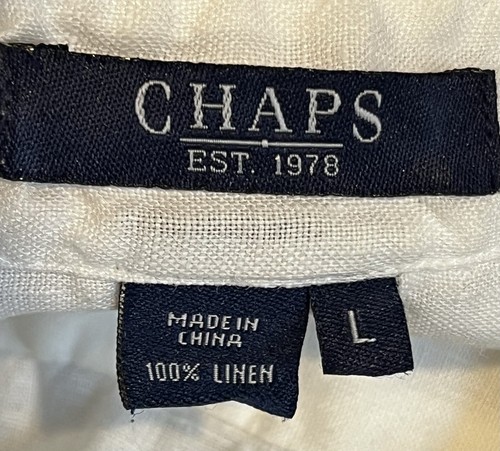 CHAPS
EST. 1978
MADE IN
CHINA
100% LINEN
L